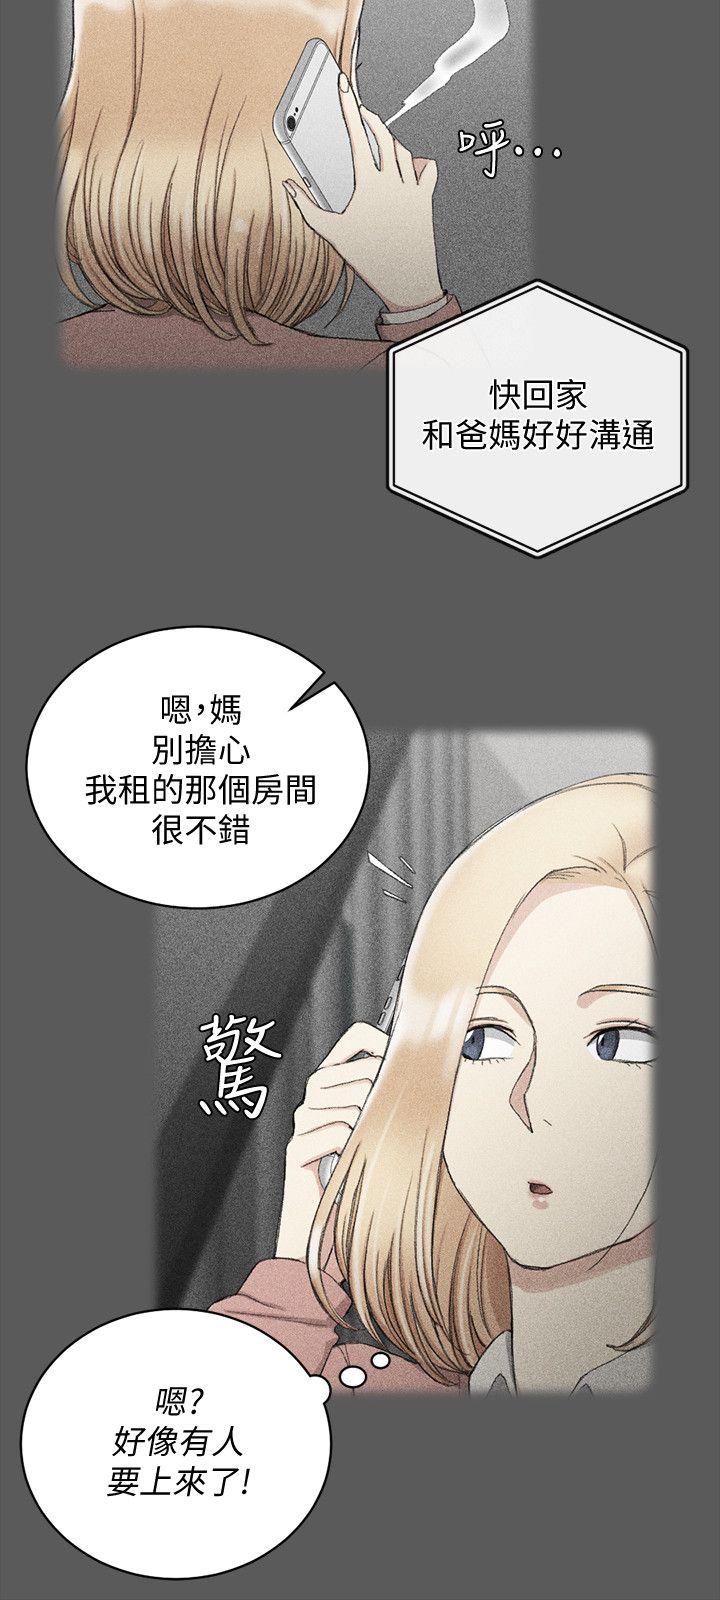 呼...
快回家
和爸媽好好溝通
嗯，媽
別擔心
我租的那個房間
很不錯
驚
嗯?
好像有人
要上來了!